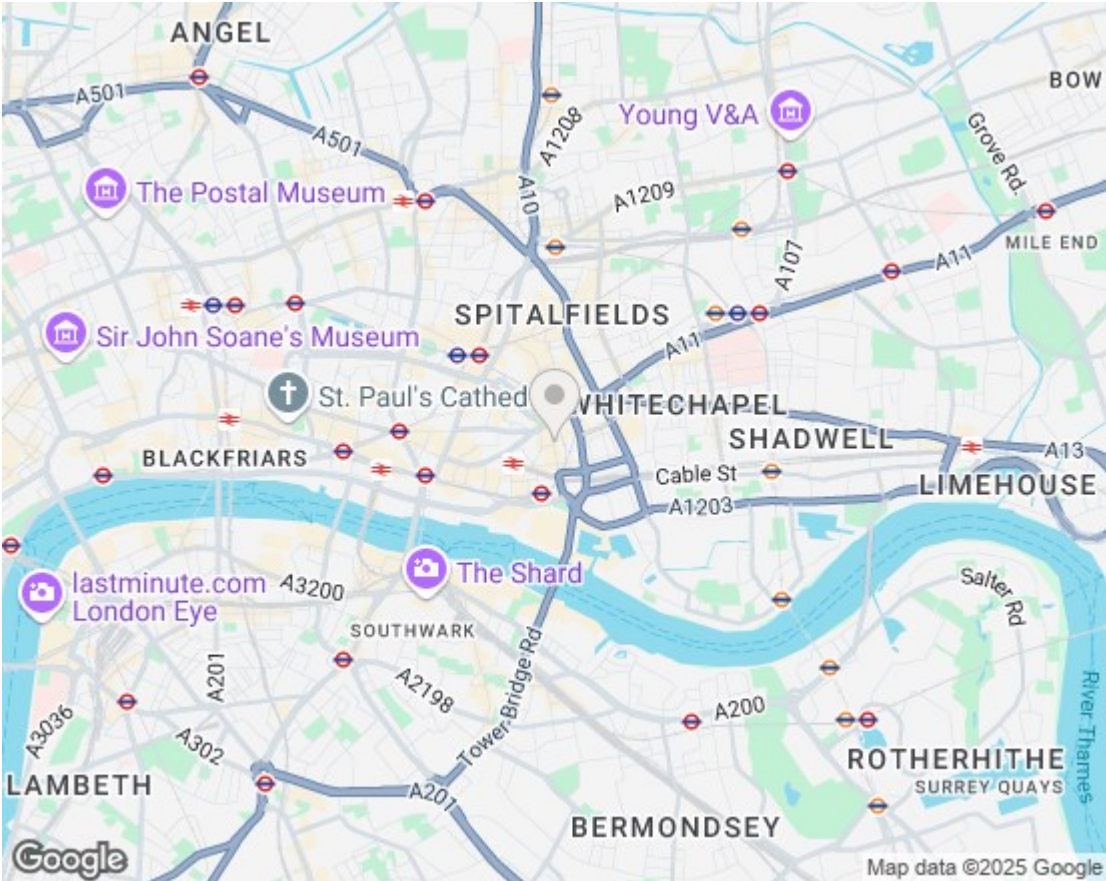 ANGEL
BOW
A501
Young V&A
A1208
A501
Grove Rd.
The Postal Museum
A10
A1209
MILE END
A107
A11
SPITALFIELDS
Sir John Soane's Museum
A11
St. Paul's Cathed
WHITECHAPEL
SHADWELL
A13
BLACKFRIARS
Cable St
LIMEHOUSE
A1203
The Shard
lastminute.com
London Eye
A3200
Salter Rd
SOUTHWARK
A201
A2198
Tower Bridge Rd
River Thames
A3036
A302
A200
ROTHERHITHE
LAMBETH
SURREY QUAYS
A201
BERMONDSEY
Google
Map data ©2025 Google